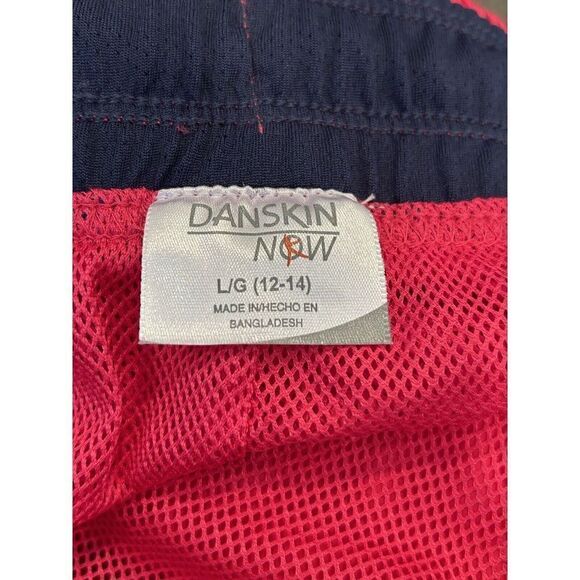 DANSKIN
NOW
L/G (12-14)
MADE IN/HECHO EN
BANGLADESH